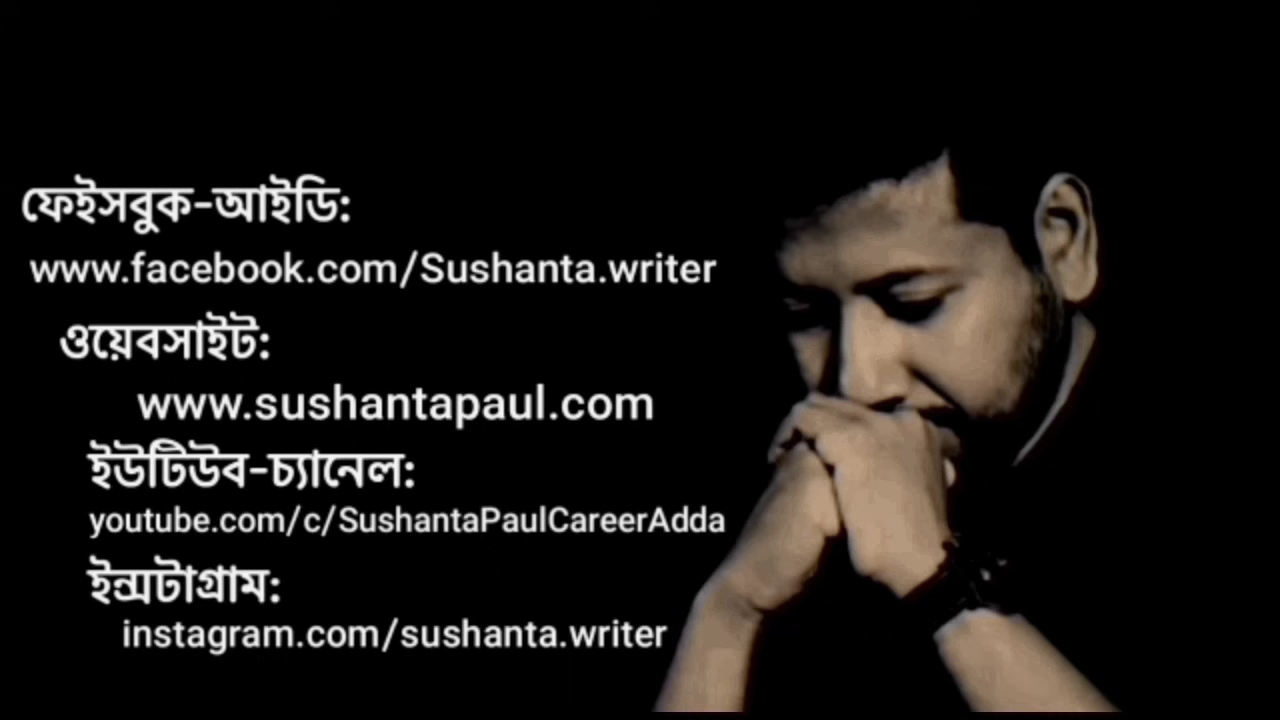 ফেইসবুক-আইডি:
www.facebook.com/Sushanta.writer
ওয়েবসাইট:
www.sushantapaul.com
ইউটিউব-চ্যানেল:
youtube.com/c/SushantaPaulCareerAdda
ইন্সটাগ্রাম:
instagram.com/sushanta.writer